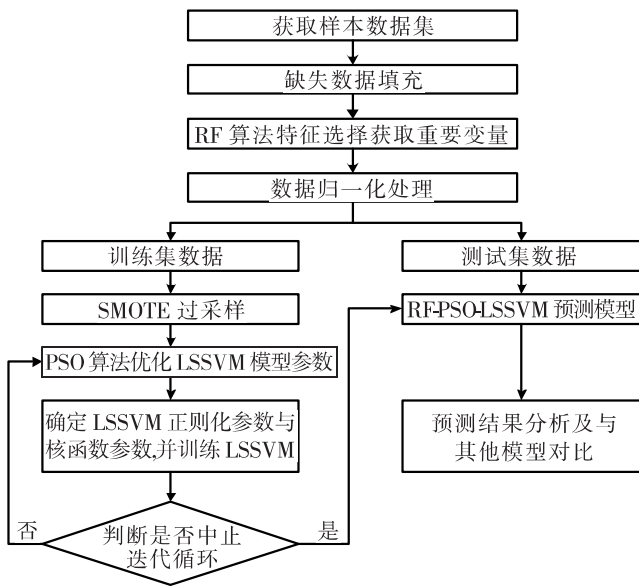 获取样本数据集
缺失数据填充
RF 算法特征选择获取重要变量
数据归一化处理
训练集数据
测试集数据
SMOTE 过采样
RF-PSO-LSSVM 预测模型
PSO 算法优化 LSSVM 模型参数
确定 LSSVM 正则化参数与
核函数参数,并训练 LSSVM
预测结果分析及与
其他模型对比
否
判断是否中止
迭代循环
是